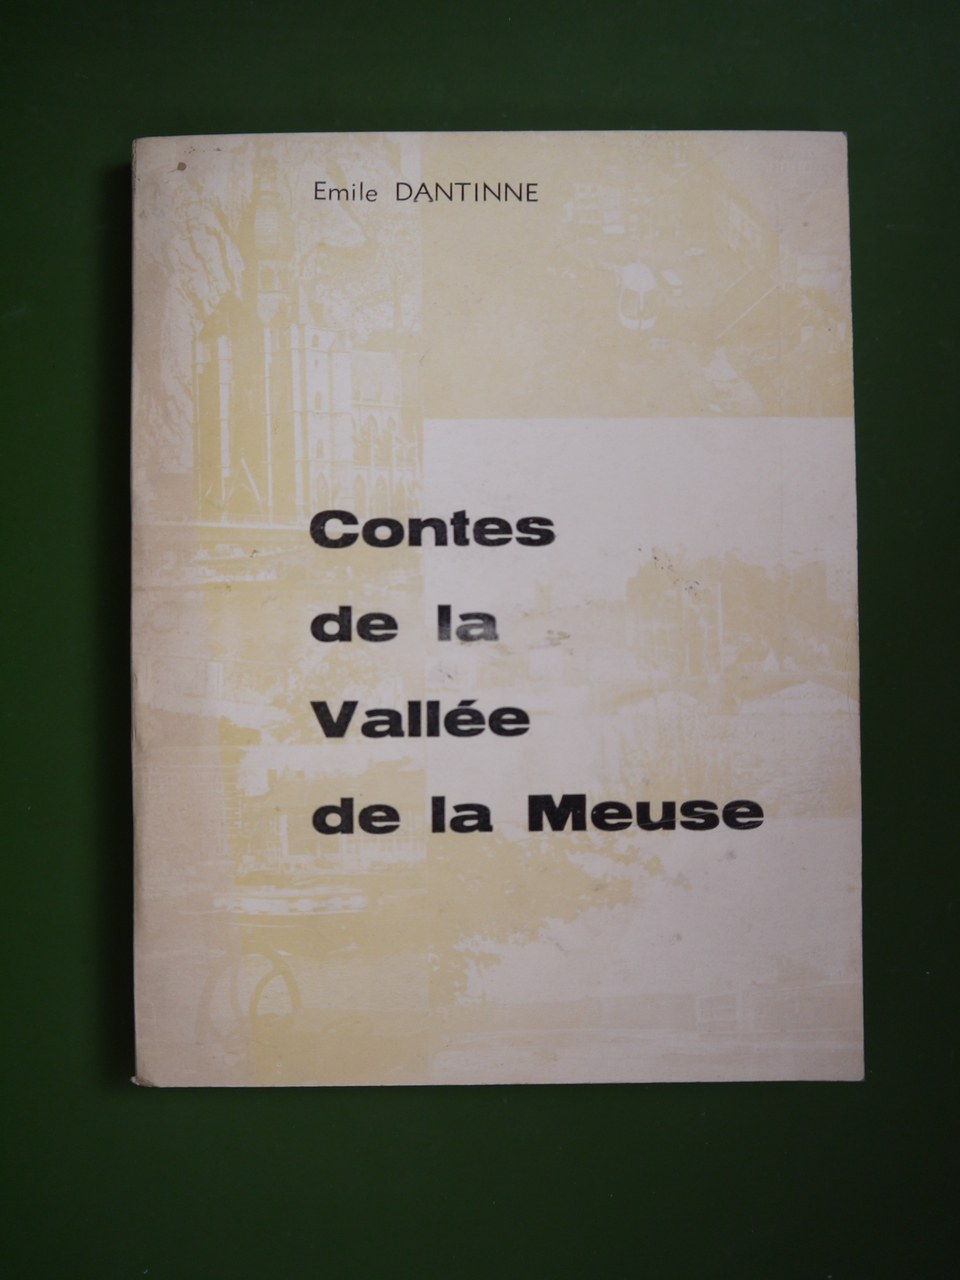 Emile DANTINNE
Contes
de la
Vallée
de la Meuse